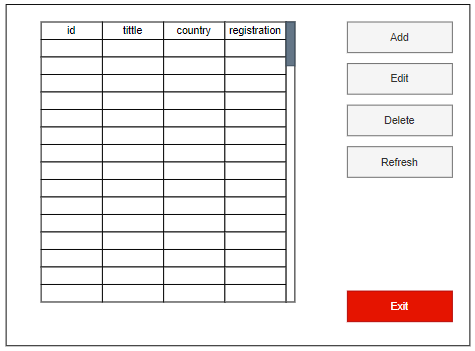 id tittle country registration
Add
Edit
Delete
Refresh
Exit